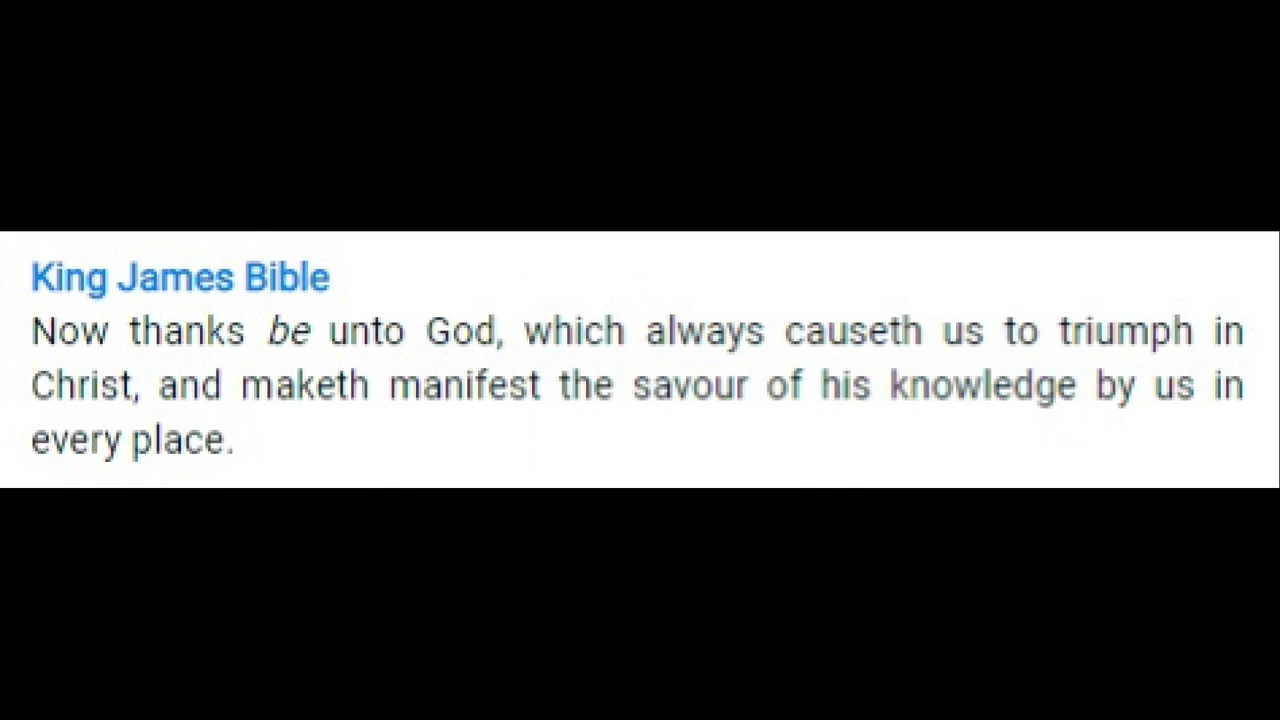 King James Bible
Now thanks be unto God, which always causeth us to triumph in
Christ, and maketh manifest the savour of his knowledge by us in
every place.